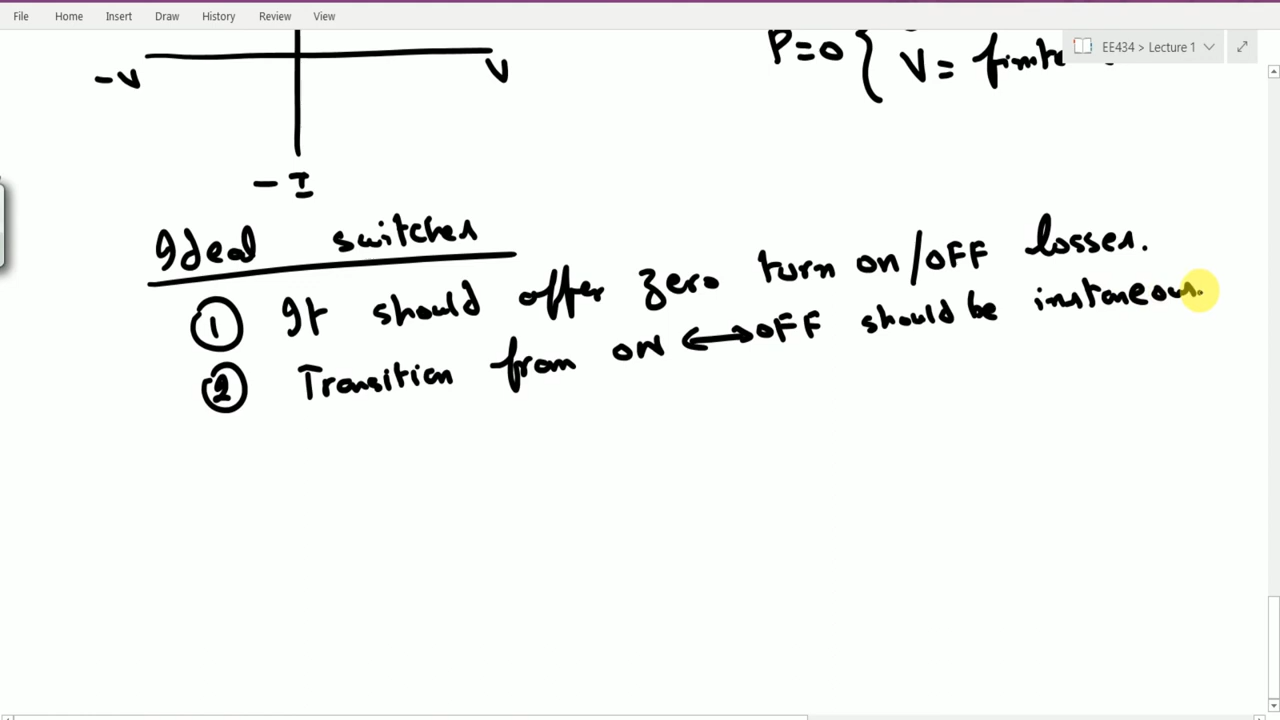 File Home Insert Draw History Review View
EE434 > Lecture 1
-V V
P=0 { V = finite
- I
Ideal switches
① It should offer zero turn on/OFF losses.
② Transition from ON ↔ OFF should be instaneous.